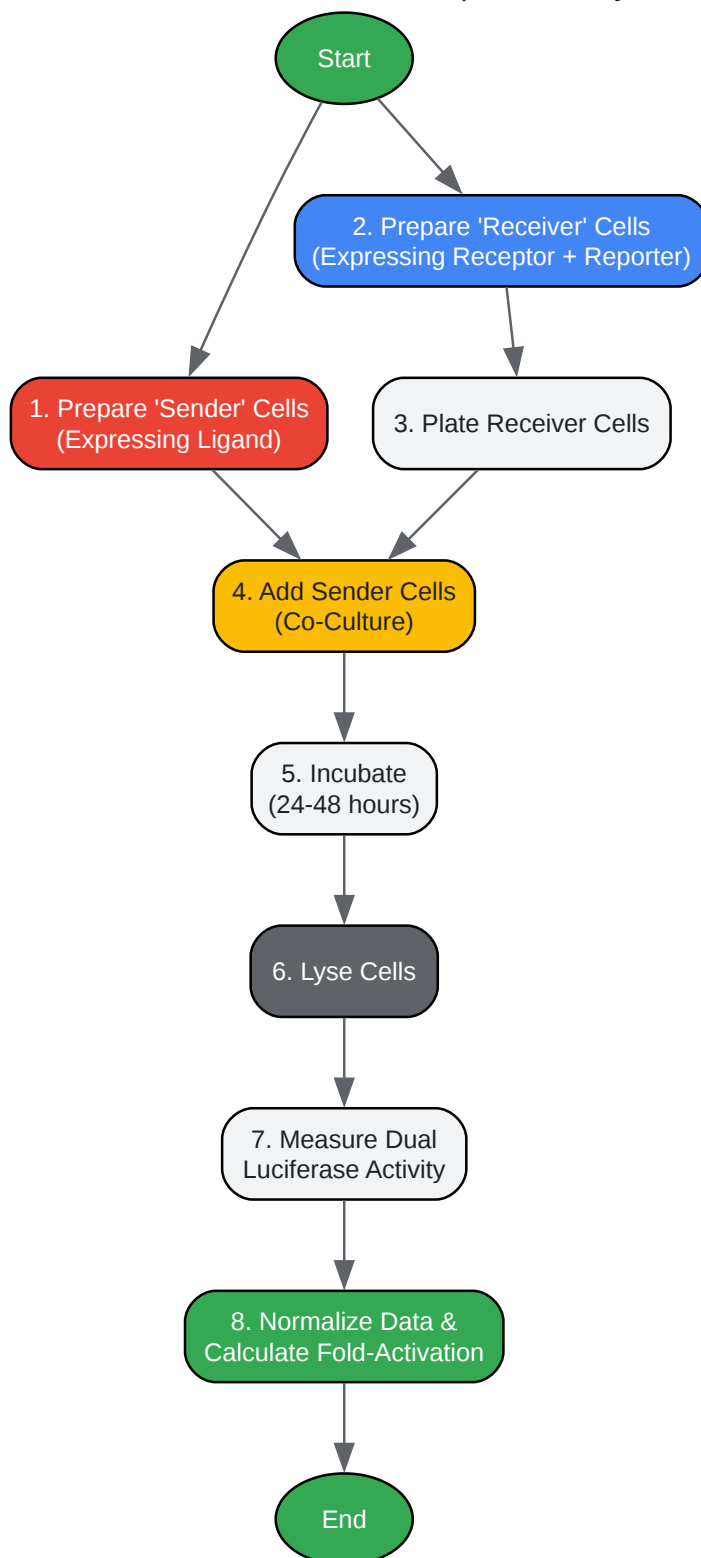 Start
2. Prepare 'Receiver' Cells
(Expressing Receptor + Reporter)
1. Prepare 'Sender' Cells
(Expressing Ligand)
3. Plate Receiver Cells
4. Add Sender Cells
(Co-Culture)
5. Incubate
(24-48 hours)
6. Lyse Cells
7. Measure Dual
Luciferase Activity
8. Normalize Data &
Calculate Fold-Activation
End